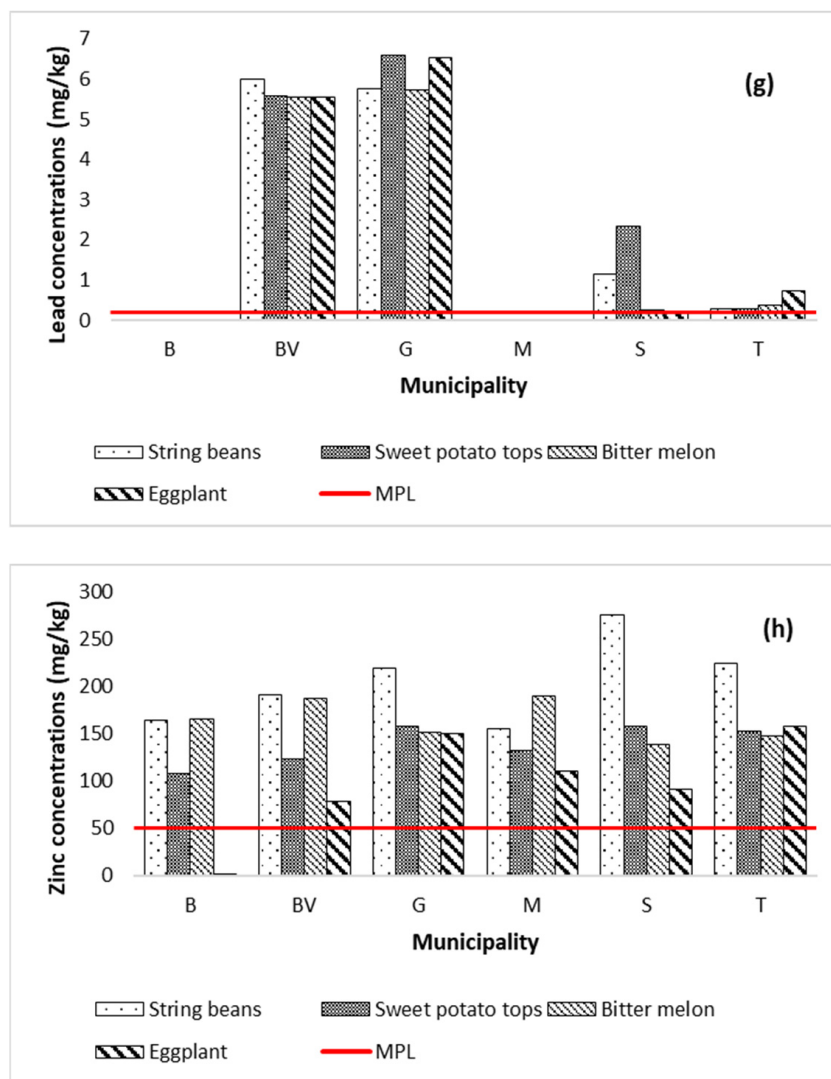 7
6
5
4
3
2
1
0
Lead concentrations (mg/kg)
(g)
B BV G M S T
Municipality
String beans Sweet potato tops Bitter melon
Eggplant MPL
300
250
200
150
100
50
0
Zinc concentrations (mg/kg)
(h)
B BV G M S T
Municipality
String beans Sweet potato tops Bitter melon
Eggplant MPL